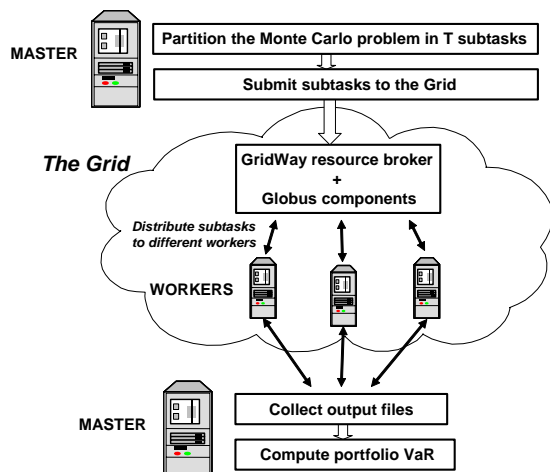 Partition the Monte Carlo problem in T subtasks
MASTER
Submit subtasks to the Grid
The Grid
GridWay resource broker
+
Globus components
Distribute subtasks
to different workers
WORKERS
Collect output files
MASTER
Compute portfolio VaR